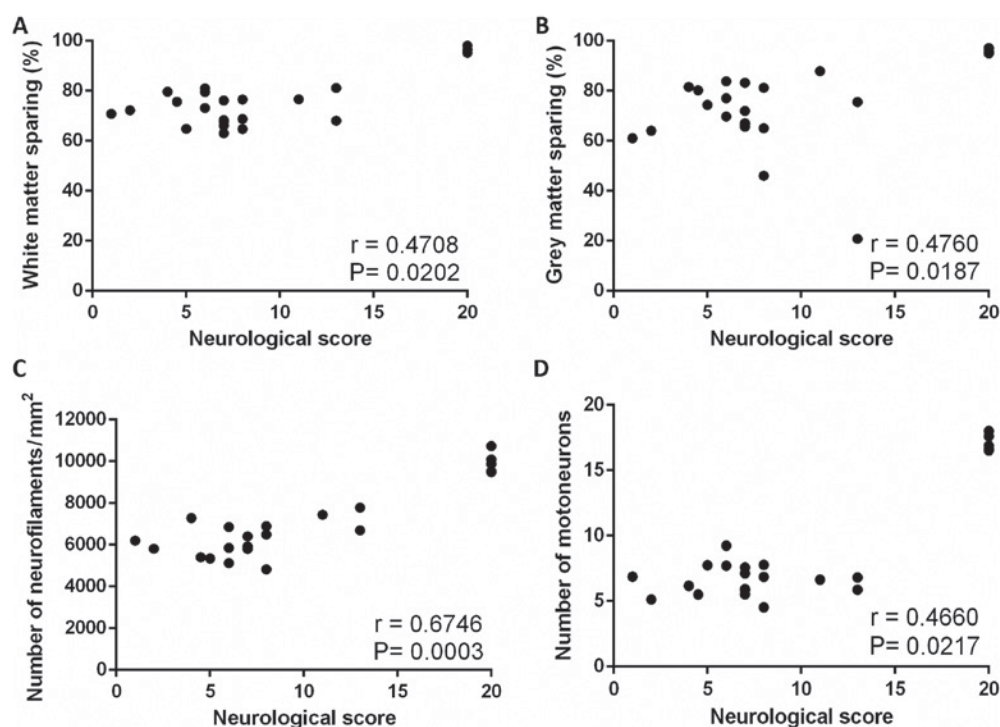 A
White matter sparing (%)
100
80
60
40
20
0
r = 0.4708
P= 0.0202
0 5 10 15 20
Neurological score
B
Grey matter sparing (%)
100
80
60
40
20
0
r = 0.4760
P= 0.0187
0 5 10 15 20
Neurological score
C
Number of neurofilaments/mm²
12000
10000
8000
6000
4000
2000
0
r = 0.6746
P= 0.0003
0 5 10 15 20
Neurological score
D
Number of motoneurons
20
15
10
5
0
r = 0.4660
P= 0.0217
0 5 10 15 20
Neurological score